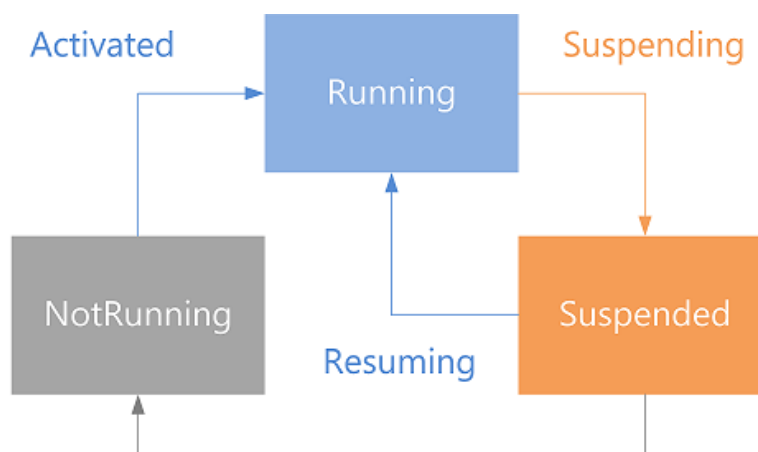 Activated
Suspending
Running
NotRunning
Suspended
Resuming